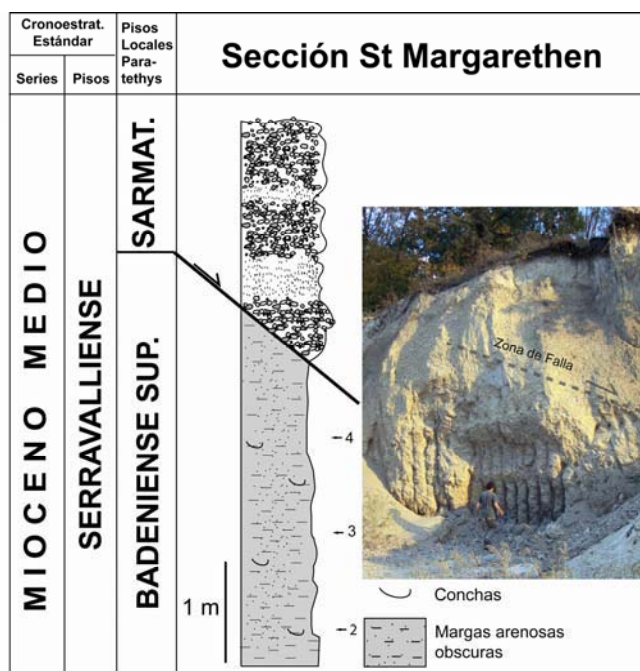 Cronoestrat.
Estándar
Series
Pisos
Pisos
Locales
Para-
tethys
Sección St Margarethen
MIOCENO MEDIO
SERRAVALLIENSE
SARMAT.
BADENIENSE SUP.
Zona de Falla
4
3
2
1 m
Conchas
Margas arenosas
obscuras